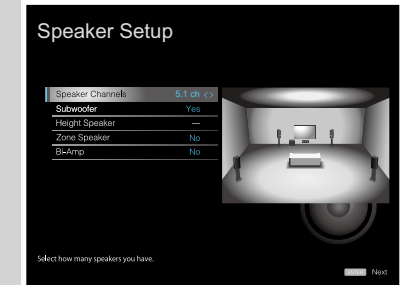 Speaker Setup
Speaker Channels 5.1 ch < >
Subwoofer Yes
Height Speaker —
Zone Speaker No
Bi-Amp No
Select how many speakers you have.
ENTER Next